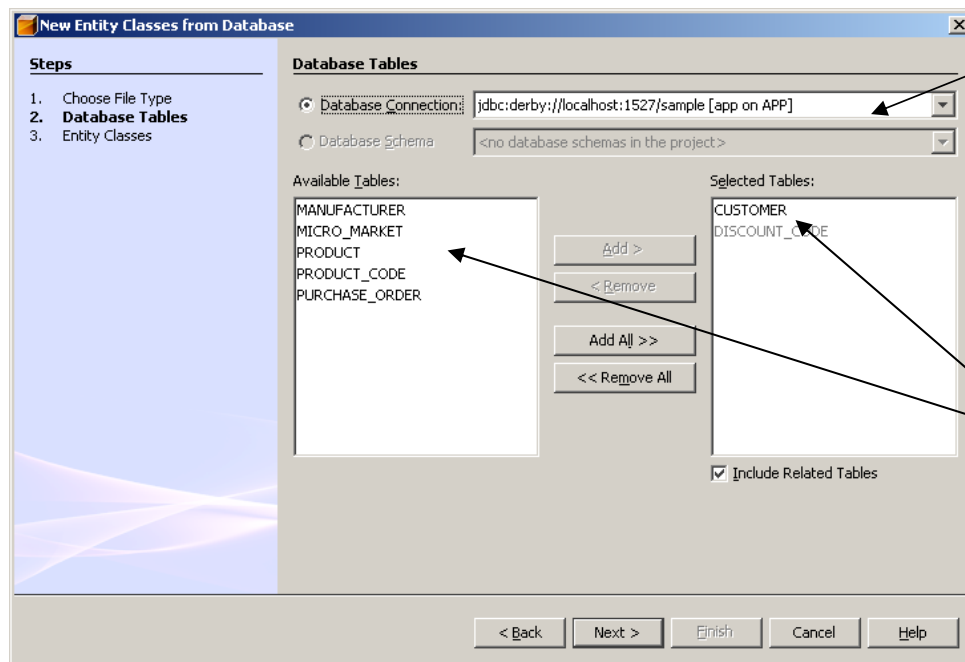 New Entity Classes from Database
Steps
1. Choose File Type
2. Database Tables
3. Entity Classes
Database Tables
Database Connection: jdbc:derby://localhost:1527/sample [app on APP]
Database Schema <no database schemas in the project>
Available Tables:
MANUFACTURER
MICRO_MARKET
PRODUCT
PRODUCT_CODE
PURCHASE_ORDER
Add >
< Remove
Add All >>
<< Remove All
Selected Tables:
CUSTOMER
DISCOUNT_CODE
Include Related Tables
< Back Next > Finish Cancel Help